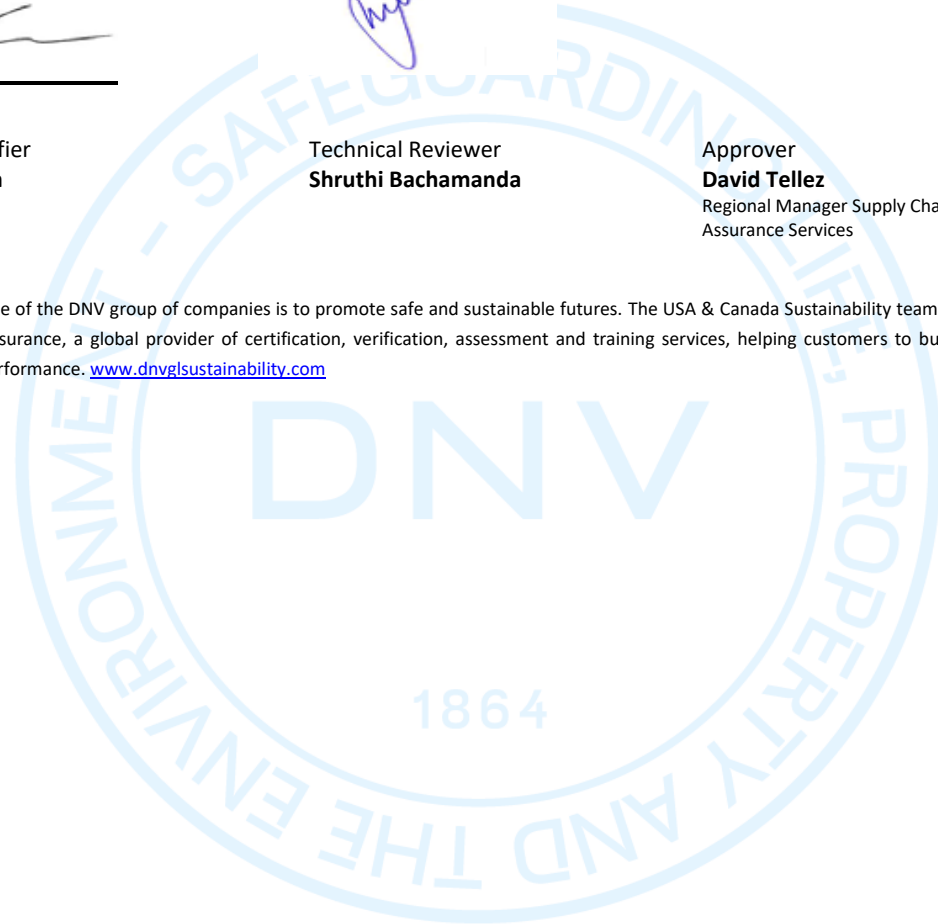 fier
Technical Reviewer
Approver
Shruthi Bachamanda
David Tellez
Regional Manager Supply Cha
Assurance Services
e of the DNV group of companies is to promote safe and sustainable futures. The USA & Canada Sustainability team
surance, a global provider of certification, verification, assessment and training services, helping customers to bu
rformance. www.dnvglsustainability.com
SAFEGUARDING LIFE, PROPERTY AND THE ENVIRONMENT -
DNV
1864